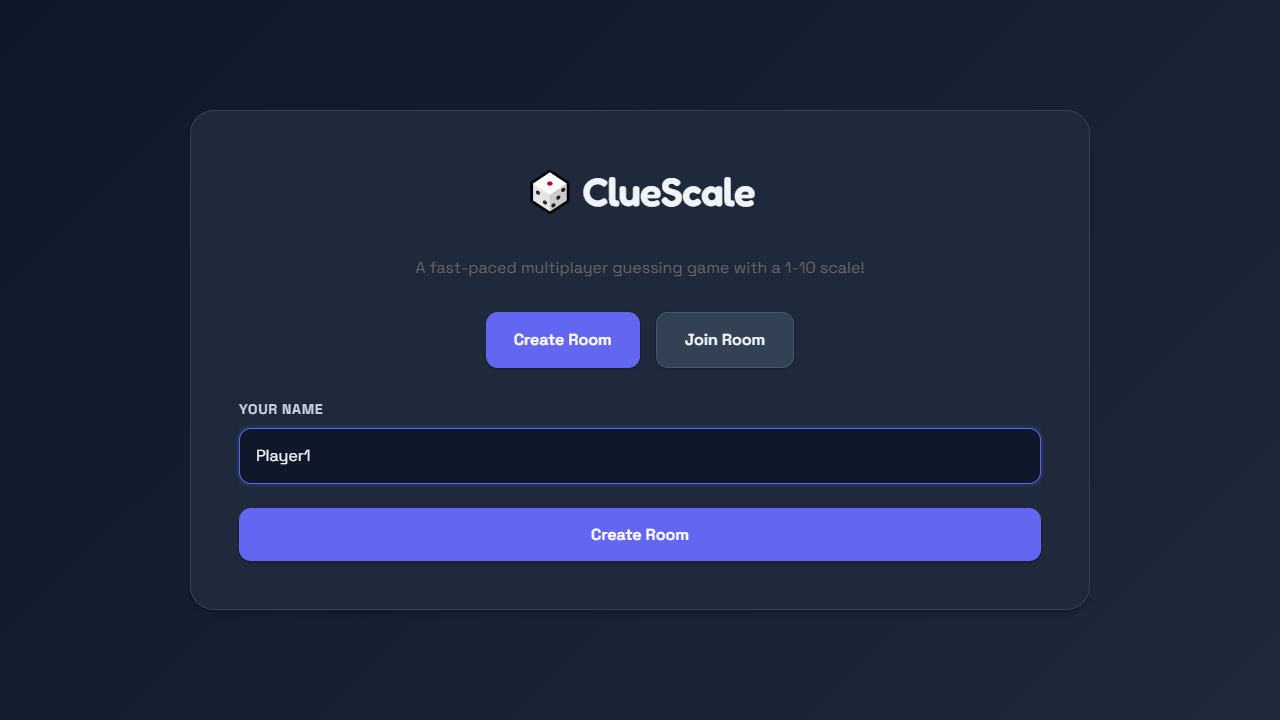 ClueScale
A fast-paced multiplayer guessing game with a 1-10 scale!
Create Room
Join Room
YOUR NAME
Player1
Create Room